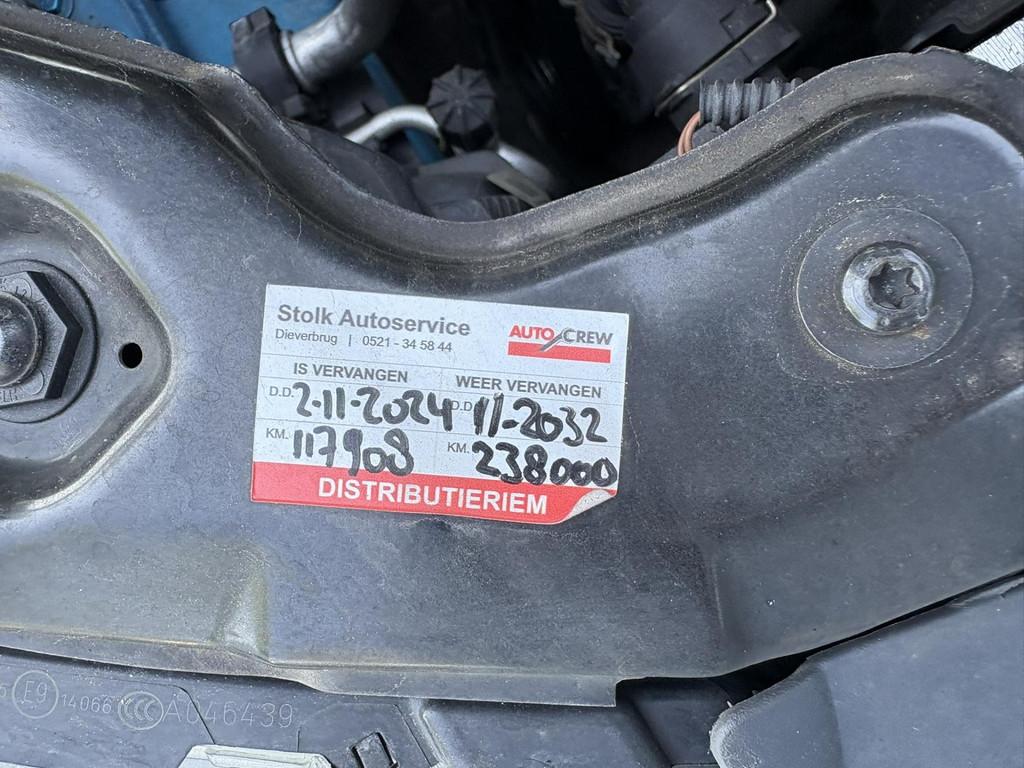 Stolk Autoservice
Dieverbrug | 0521 - 34 58 44
AUTO CREW
IS VERVANGEN
WEER VERVANGEN
D.D. 2-11-2024
D.D. 11-2032
KM. 117908
KM. 238000
DISTRIBUTIERIEM
E9 14066
CCC A046439